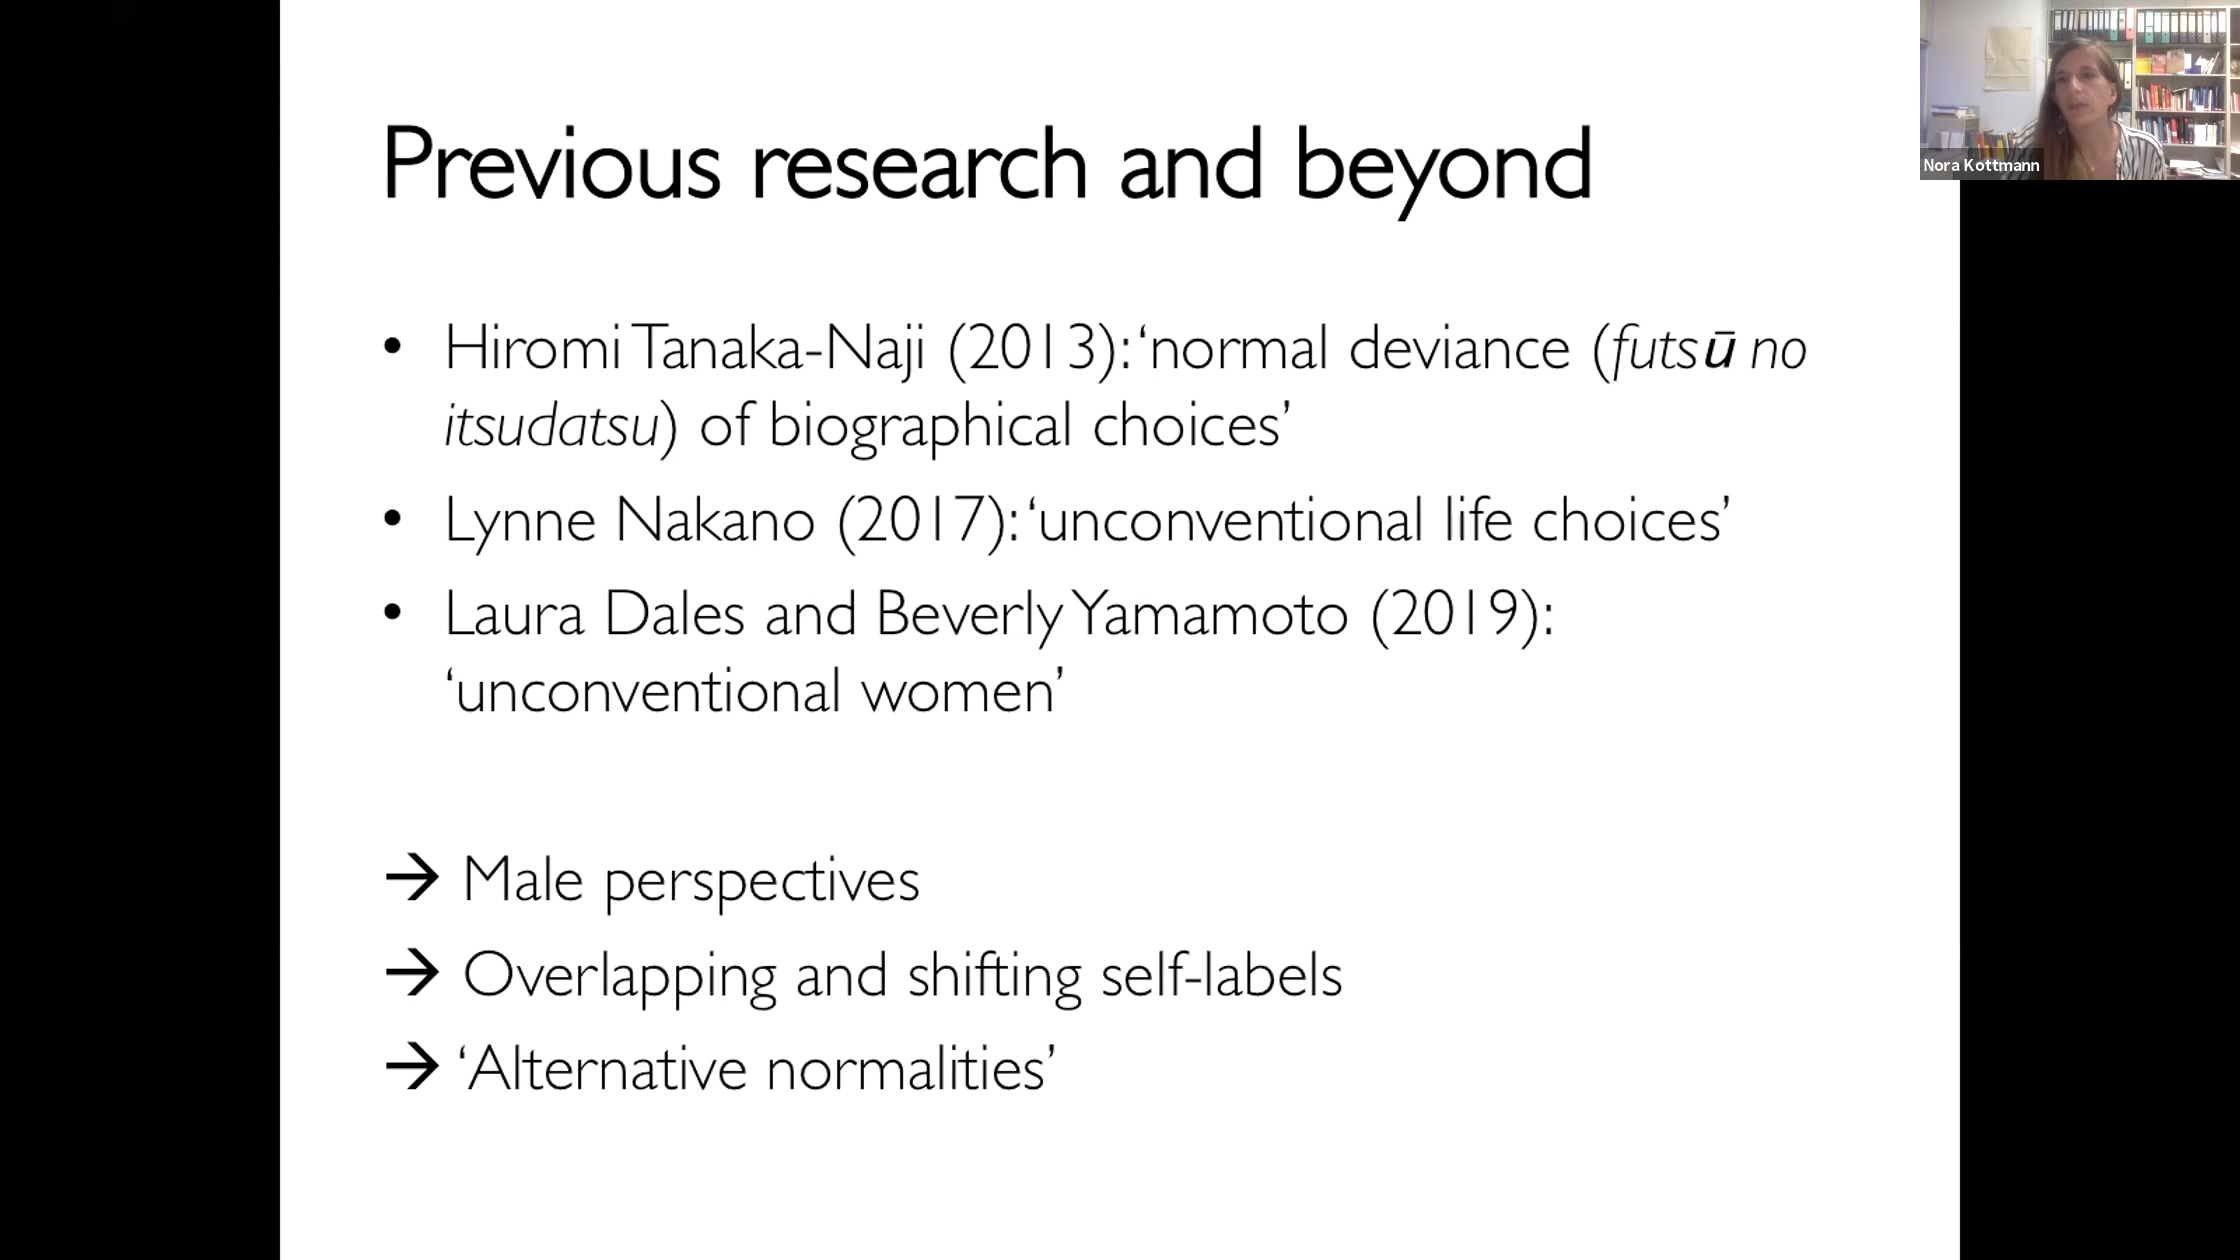 Previous research and beyond
• Hiromi Tanaka-Naji (2013): ‘normal deviance (futsū no
itsudatsu) of biographical choices’
• Lynne Nakano (2017): ‘unconventional life choices’
• Laura Dales and Beverly Yamamoto (2019):
‘unconventional women’
→ Male perspectives
→ Overlapping and shifting self-labels
→ ‘Alternative normalities’
Nora Kottmann